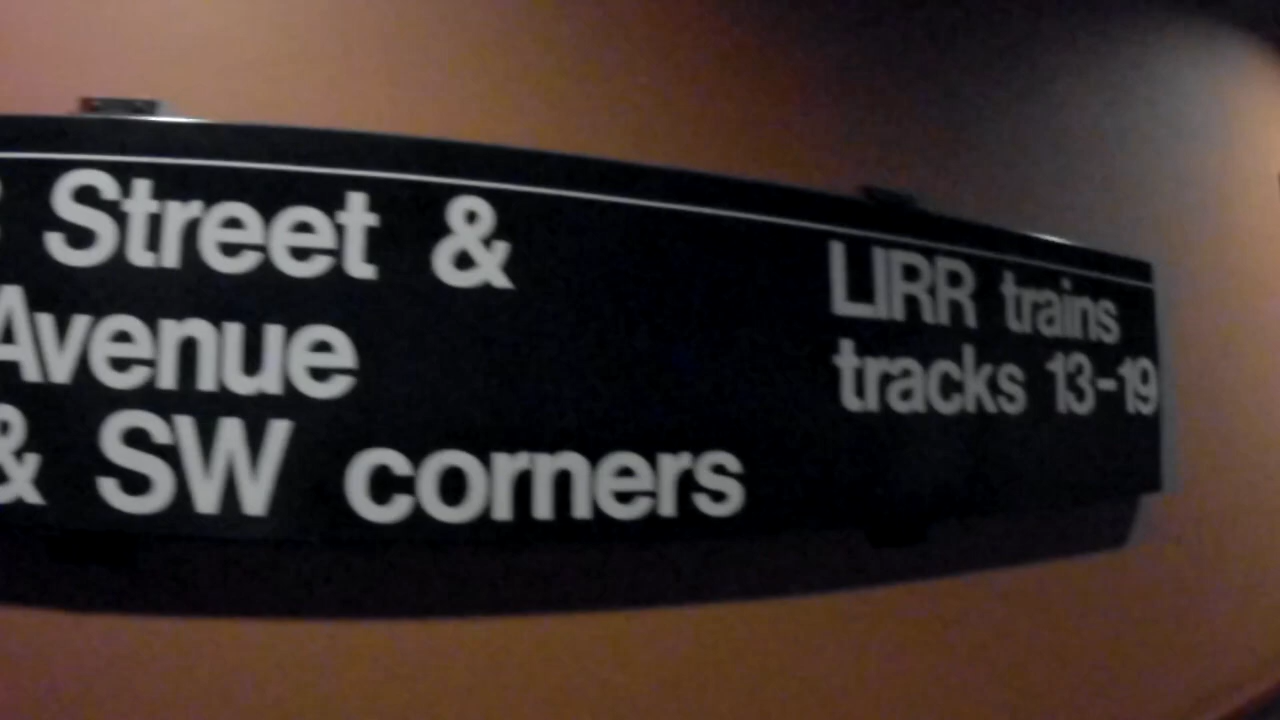 Street &
Avenue
& SW corners
LIRR trains
tracks 13-19